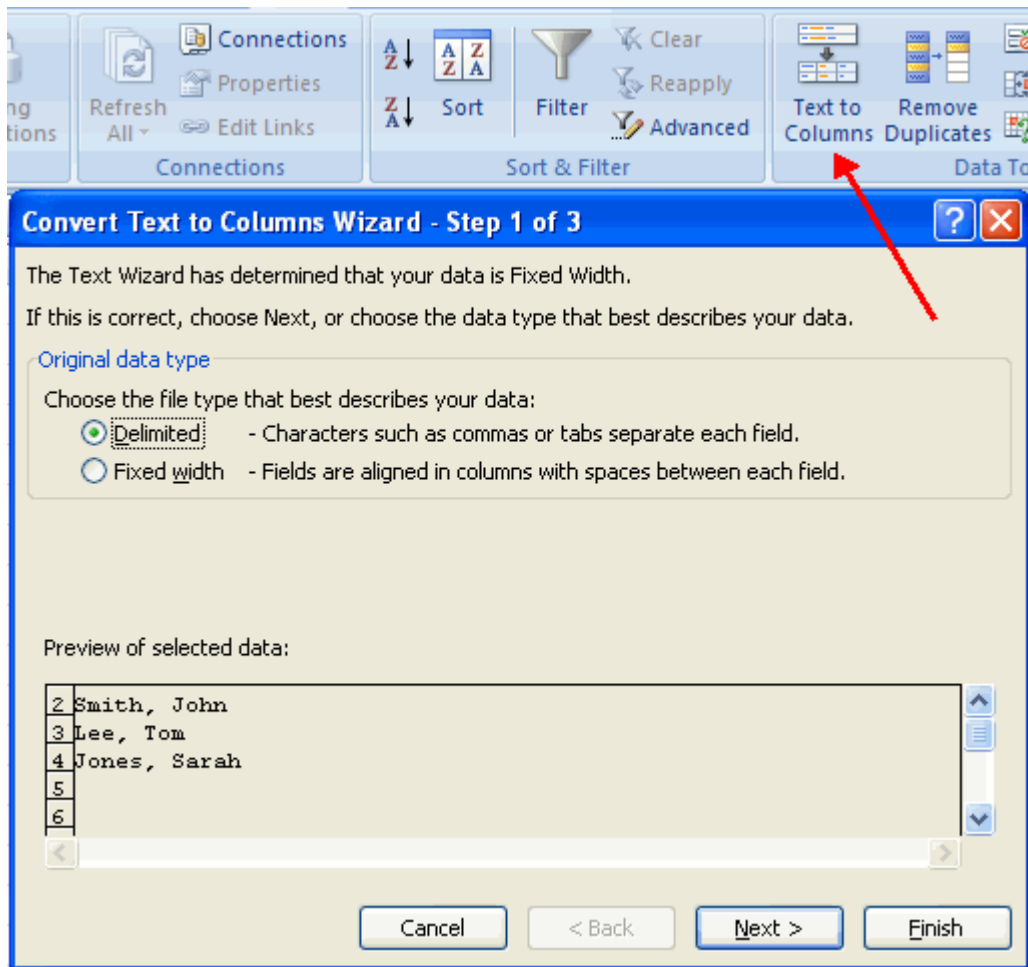 Connections
Properties
Edit Links
Refresh
All
Connections
A
Z
Z
A
A Z
Z A
Sort
Filter
Clear
Reapply
Advanced
Sort & Filter
Text to
Columns
Remove
Duplicates
ng
tions
Data To
Convert Text to Columns Wizard - Step 1 of 3
?
The Text Wizard has determined that your data is Fixed Width.
If this is correct, choose Next, or choose the data type that best describes your data.
Original data type
Choose the file type that best describes your data:
Delimited - Characters such as commas or tabs separate each field.
Fixed width - Fields are aligned in columns with spaces between each field.
Preview of selected data:
2 Smith, John
3 Lee, Tom
4 Jones, Sarah
5
6
Cancel
< Back
Next >
Finish